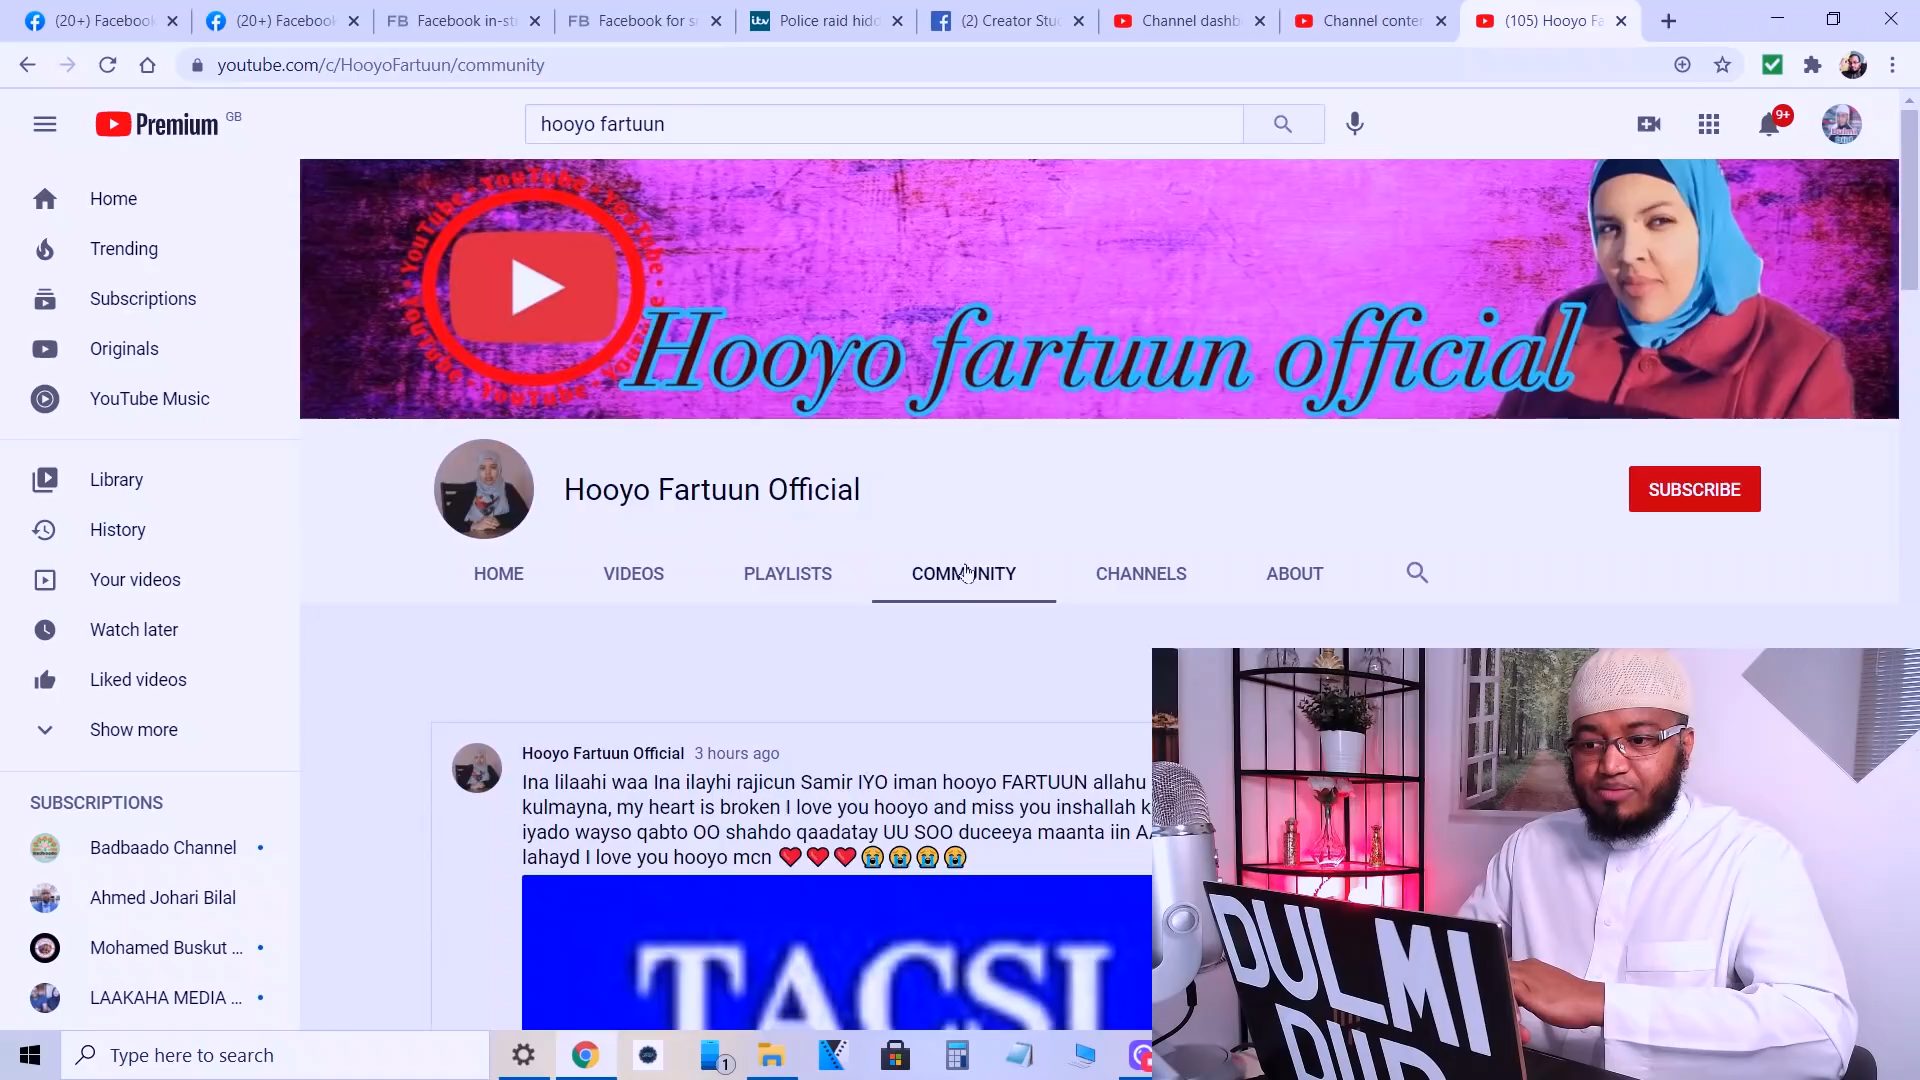 (20+) Facebook
(20+) Facebook
FB Facebook in-st
FB Facebook for s
itv Police raid hid
(2) Creator Stu
Channel dashb
Channel conte
(105) Hooyo Fa
youtube.com/c/HooyoFartuun/community
Premium GB
hooyo fartuun
9+
Home
Trending
Subscriptions
Originals
YouTube Music
Library
History
Your videos
Watch later
Liked videos
Show more
SUBSCRIPTIONS
Badbaado Channel
Ahmed Johari Bilal
Mohamed Buskut ...
LAAKAHA MEDIA ...
Hooyo fartuun official
Hooyo Fartuun Official
SUBSCRIBE
HOME VIDEOS PLAYLISTS COMMUNITY CHANNELS ABOUT
Hooyo Fartuun Official 3 hours ago
Ina lilaahi waa Ina ilayhi rajicun Samir IYO iman hooyo FARTUUN allahu
kulmayna, my heart is broken I love you hooyo and miss you inshallah k
iyado wayso qabto OO shahdo qaadatay UU SOO duceeya maanta iin A
lahayd I love you hooyo mcn ❤❤❤😭😭😭😭
TACSI
DULMI
DIID
Type here to search
1